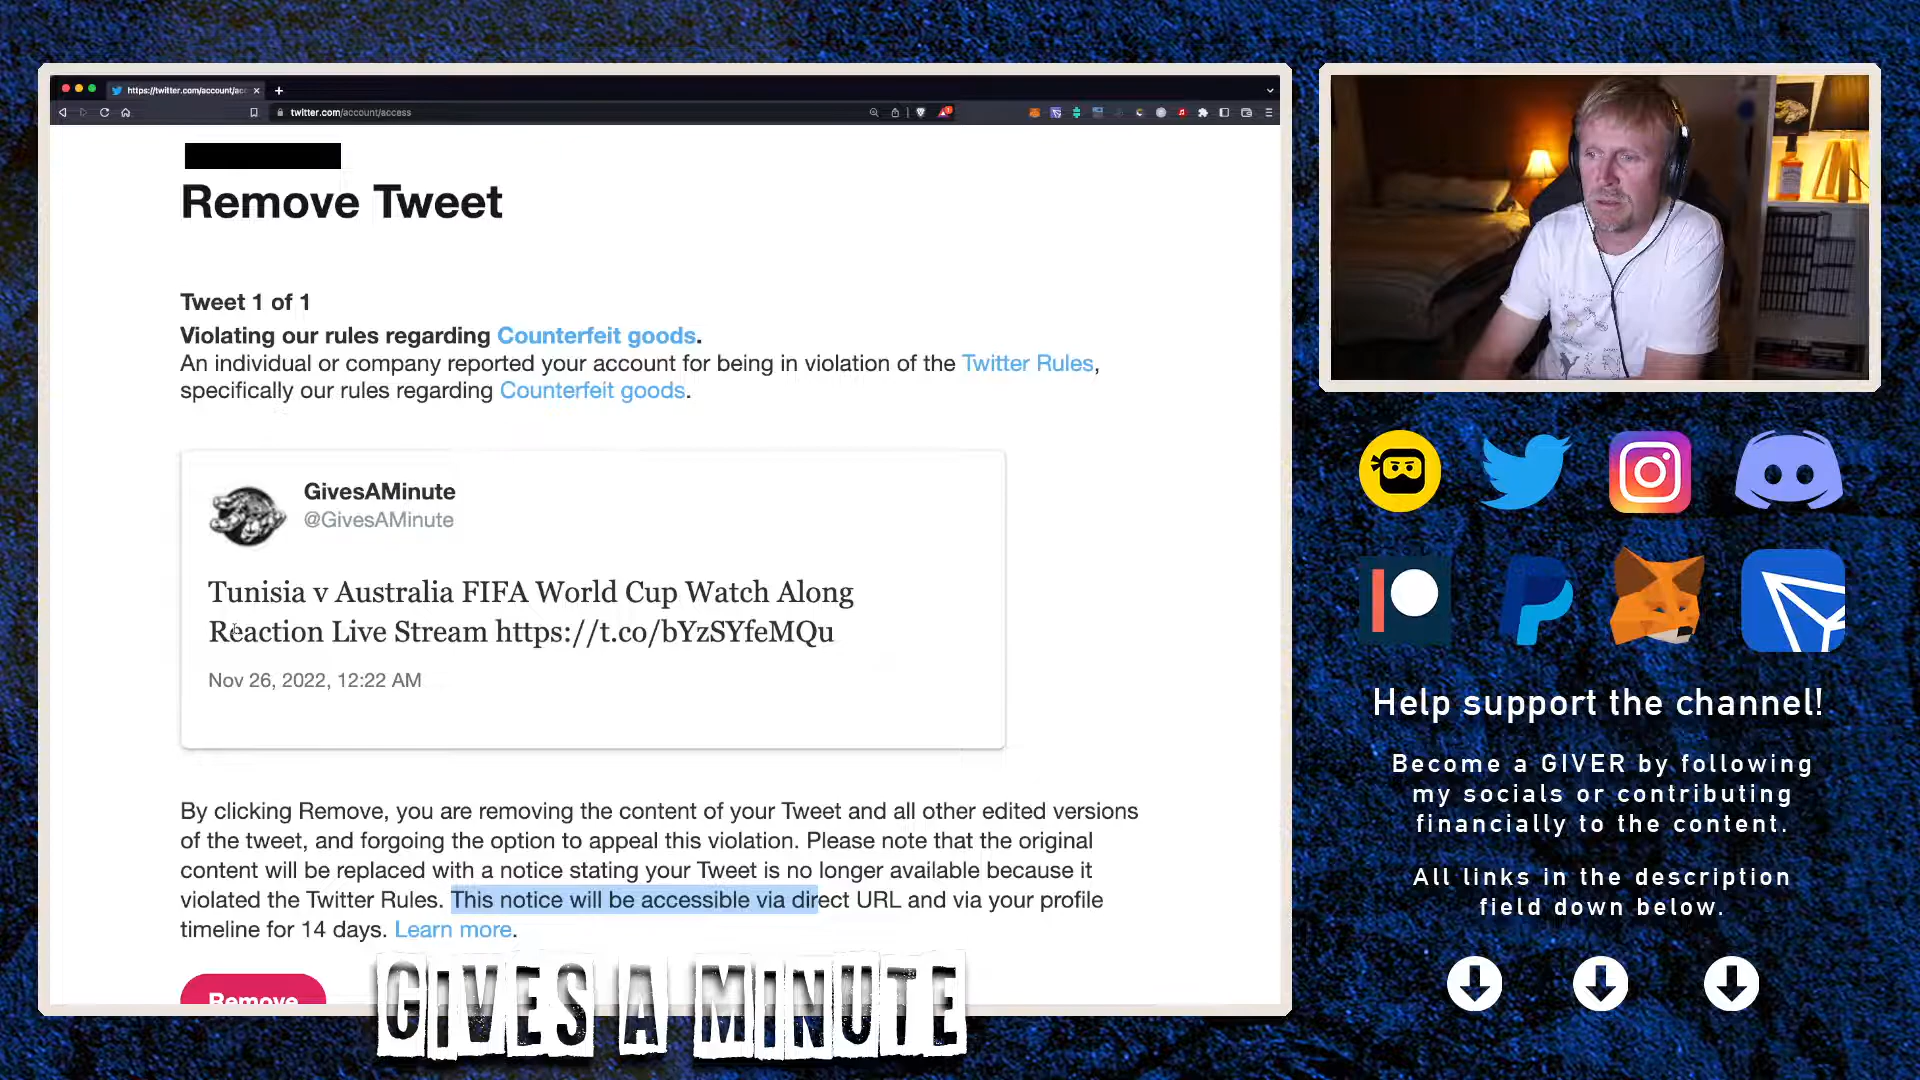 https://twitter.com/account/acc
twitter.com/account/access
Remove Tweet
Tweet 1 of 1
Violating our rules regarding Counterfeit goods.
An individual or company reported your account for being in violation of the Twitter Rules,
specifically our rules regarding Counterfeit goods.
GivesAMinute
@GivesAMinute
Tunisia v Australia FIFA World Cup Watch Along
Reaction Live Stream https://t.co/bYzSYfeMQu
Nov 26, 2022, 12:22 AM
By clicking Remove, you are removing the content of your Tweet and all other edited versions
of the tweet, and forgoing the option to appeal this violation. Please note that the original
content will be replaced with a notice stating your Tweet is no longer available because it
violated the Twitter Rules. This notice will be accessible via direct URL and via your profile
timeline for 14 days. Learn more.
Remove
GIVES A MINUTE
Help support the channel!
Become a GIVER by following
my socials or contributing
financially to the content.
All links in the description
field down below.